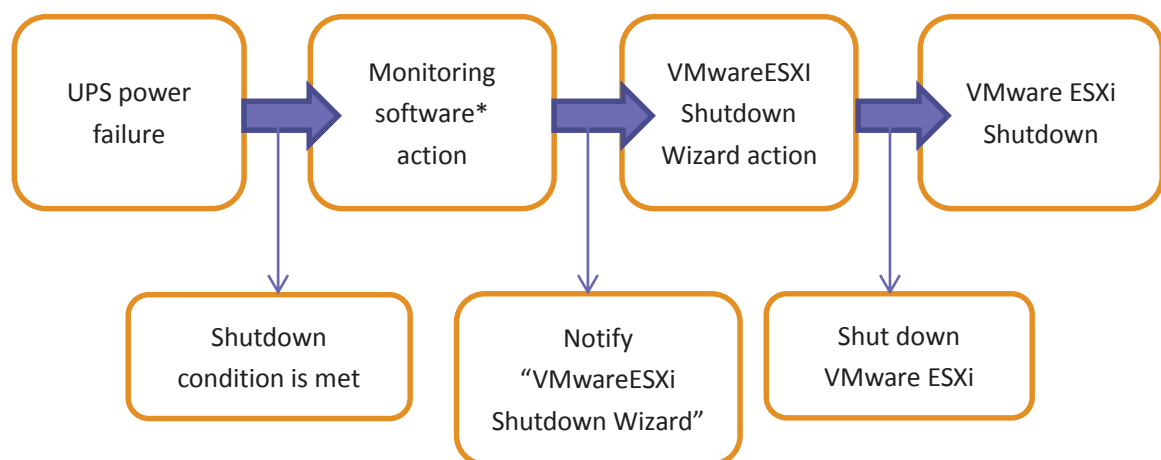 UPS power
failure
Monitoring
software*
action
VMwareESXI
Shutdown
Wizard action
VMware ESXi
Shutdown
Shutdown
condition is met
Notify
“VMwareESXi
Shutdown Wizard”
Shut down
VMware ESXi